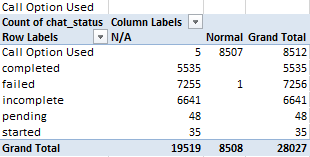 Call Option Used
Count of chat_status Column Labels
Row Labels N/A Normal Grand Total
Call Option Used 5 8507 8512
completed 5535 5535
failed 7255 1 7256
incomplete 6641 6641
pending 48 48
started 35 35
Grand Total 19519 8508 28027